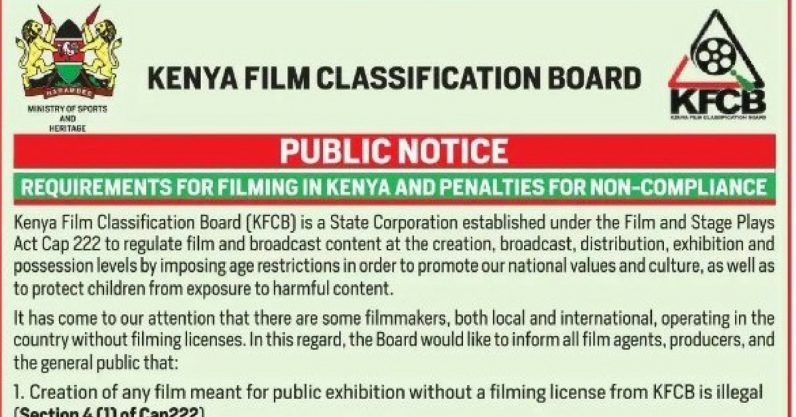 HARAMBEE
MINISTRY OF SPORTS
AND
HERITAGE
KENYA FILM CLASSIFICATION BOARD
KFCB
KENYA FILM CLASSIFICATION BOARD
PUBLIC NOTICE
REQUIREMENTS FOR FILMING IN KENYA AND PENALTIES FOR NON-COMPLIANCE
Kenya Film Classification Board (KFCB) is a State Corporation established under the Film and Stage Plays
Act Cap 222 to regulate film and broadcast content at the creation, broadcast, distribution, exhibition and
possession levels by imposing age restrictions in order to promote our national values and culture, as well as
to protect children from exposure to harmful content.
It has come to our attention that there are some filmmakers, both local and international, operating in the
country without filming licenses. In this regard, the Board would like to inform all film agents, producers, and
the general public that:
1. Creation of any film meant for public exhibition without a filming license from KFCB is illegal
(Section 4 (1) of Cap222)